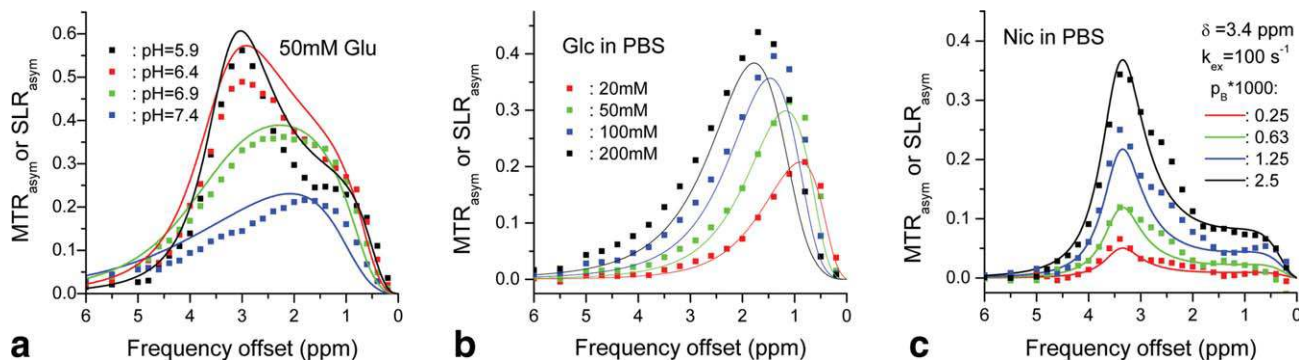 MTRasym or SLRasym
0.6
0.5
0.4
0.3
0.2
0.1
0.0
50mM Glu
: pH=5.9
: pH=6.4
: pH=6.9
: pH=7.4
6 5 4 3 2 1 0
Frequency offset (ppm)
a
MTRasym or SLRasym
0.4
0.3
0.2
0.1
0.0
Glc in PBS
: 20mM
: 50mM
: 100mM
: 200mM
6 5 4 3 2 1 0
Frequency offset (ppm)
b
MTRasym or SLRasym
0.4
0.3
0.2
0.1
0.0
Nic in PBS
δ =3.4 ppm
kex=100 s-1
pB*1000:
: 0.25
: 0.63
: 1.25
: 2.5
6 5 4 3 2 1 0
Frequency offset (ppm)
c